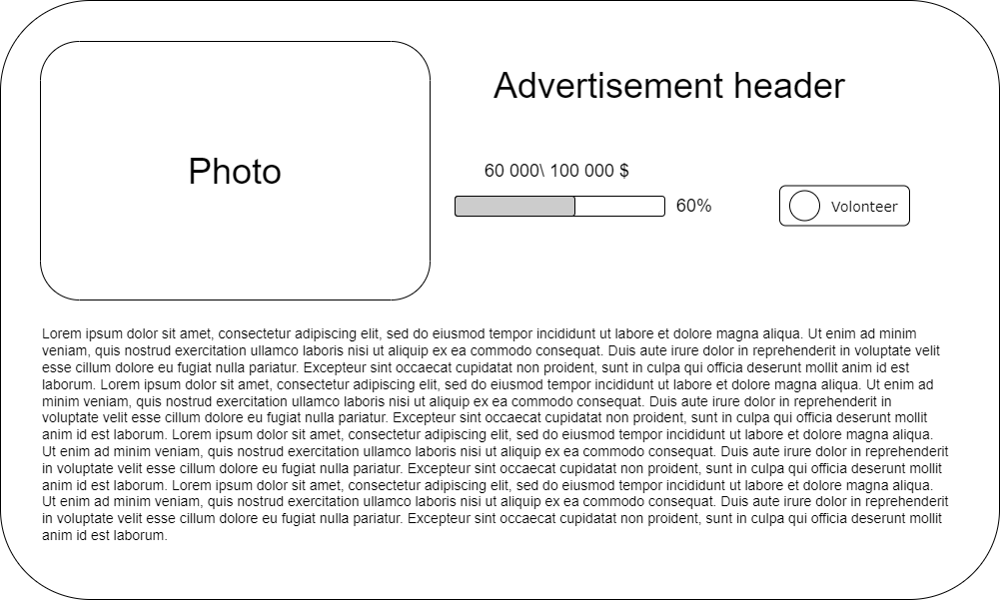 Advertisement header
Photo
60 000\ 100 000 $
60%
Volonteer
Lorem ipsum dolor sit amet, consectetur adipiscing elit, sed do eiusmod tempor incididunt ut labore et dolore magna aliqua. Ut enim ad minim
veniam, quis nostrud exercitation ullamco laboris nisi ut aliquip ex ea commodo consequat. Duis aute irure dolor in reprehenderit in voluptate velit
esse cillum dolore eu fugiat nulla pariatur. Excepteur sint occaecat cupidatat non proident, sunt in culpa qui officia deserunt mollit anim id est
laborum. Lorem ipsum dolor sit amet, consectetur adipiscing elit, sed do eiusmod tempor incididunt ut labore et dolore magna aliqua. Ut enim ad
minim veniam, quis nostrud exercitation ullamco laboris nisi ut aliquip ex ea commodo consequat. Duis aute irure dolor in reprehenderit in
voluptate velit esse cillum dolore eu fugiat nulla pariatur. Excepteur sint occaecat cupidatat non proident, sunt in culpa qui officia deserunt mollit
anim id est laborum. Lorem ipsum dolor sit amet, consectetur adipiscing elit, sed do eiusmod tempor incididunt ut labore et dolore magna aliqua.
Ut enim ad minim veniam, quis nostrud exercitation ullamco laboris nisi ut aliquip ex ea commodo consequat. Duis aute irure dolor in reprehenderit
in voluptate velit esse cillum dolore eu fugiat nulla pariatur. Excepteur sint occaecat cupidatat non proident, sunt in culpa qui officia deserunt mollit
anim id est laborum. Lorem ipsum dolor sit amet, consectetur adipiscing elit, sed do eiusmod tempor incididunt ut labore et dolore magna aliqua.
Ut enim ad minim veniam, quis nostrud exercitation ullamco laboris nisi ut aliquip ex ea commodo consequat. Duis aute irure dolor in reprehenderit
in voluptate velit esse cillum dolore eu fugiat nulla pariatur. Excepteur sint occaecat cupidatat non proident, sunt in culpa qui officia deserunt mollit
anim id est laborum.